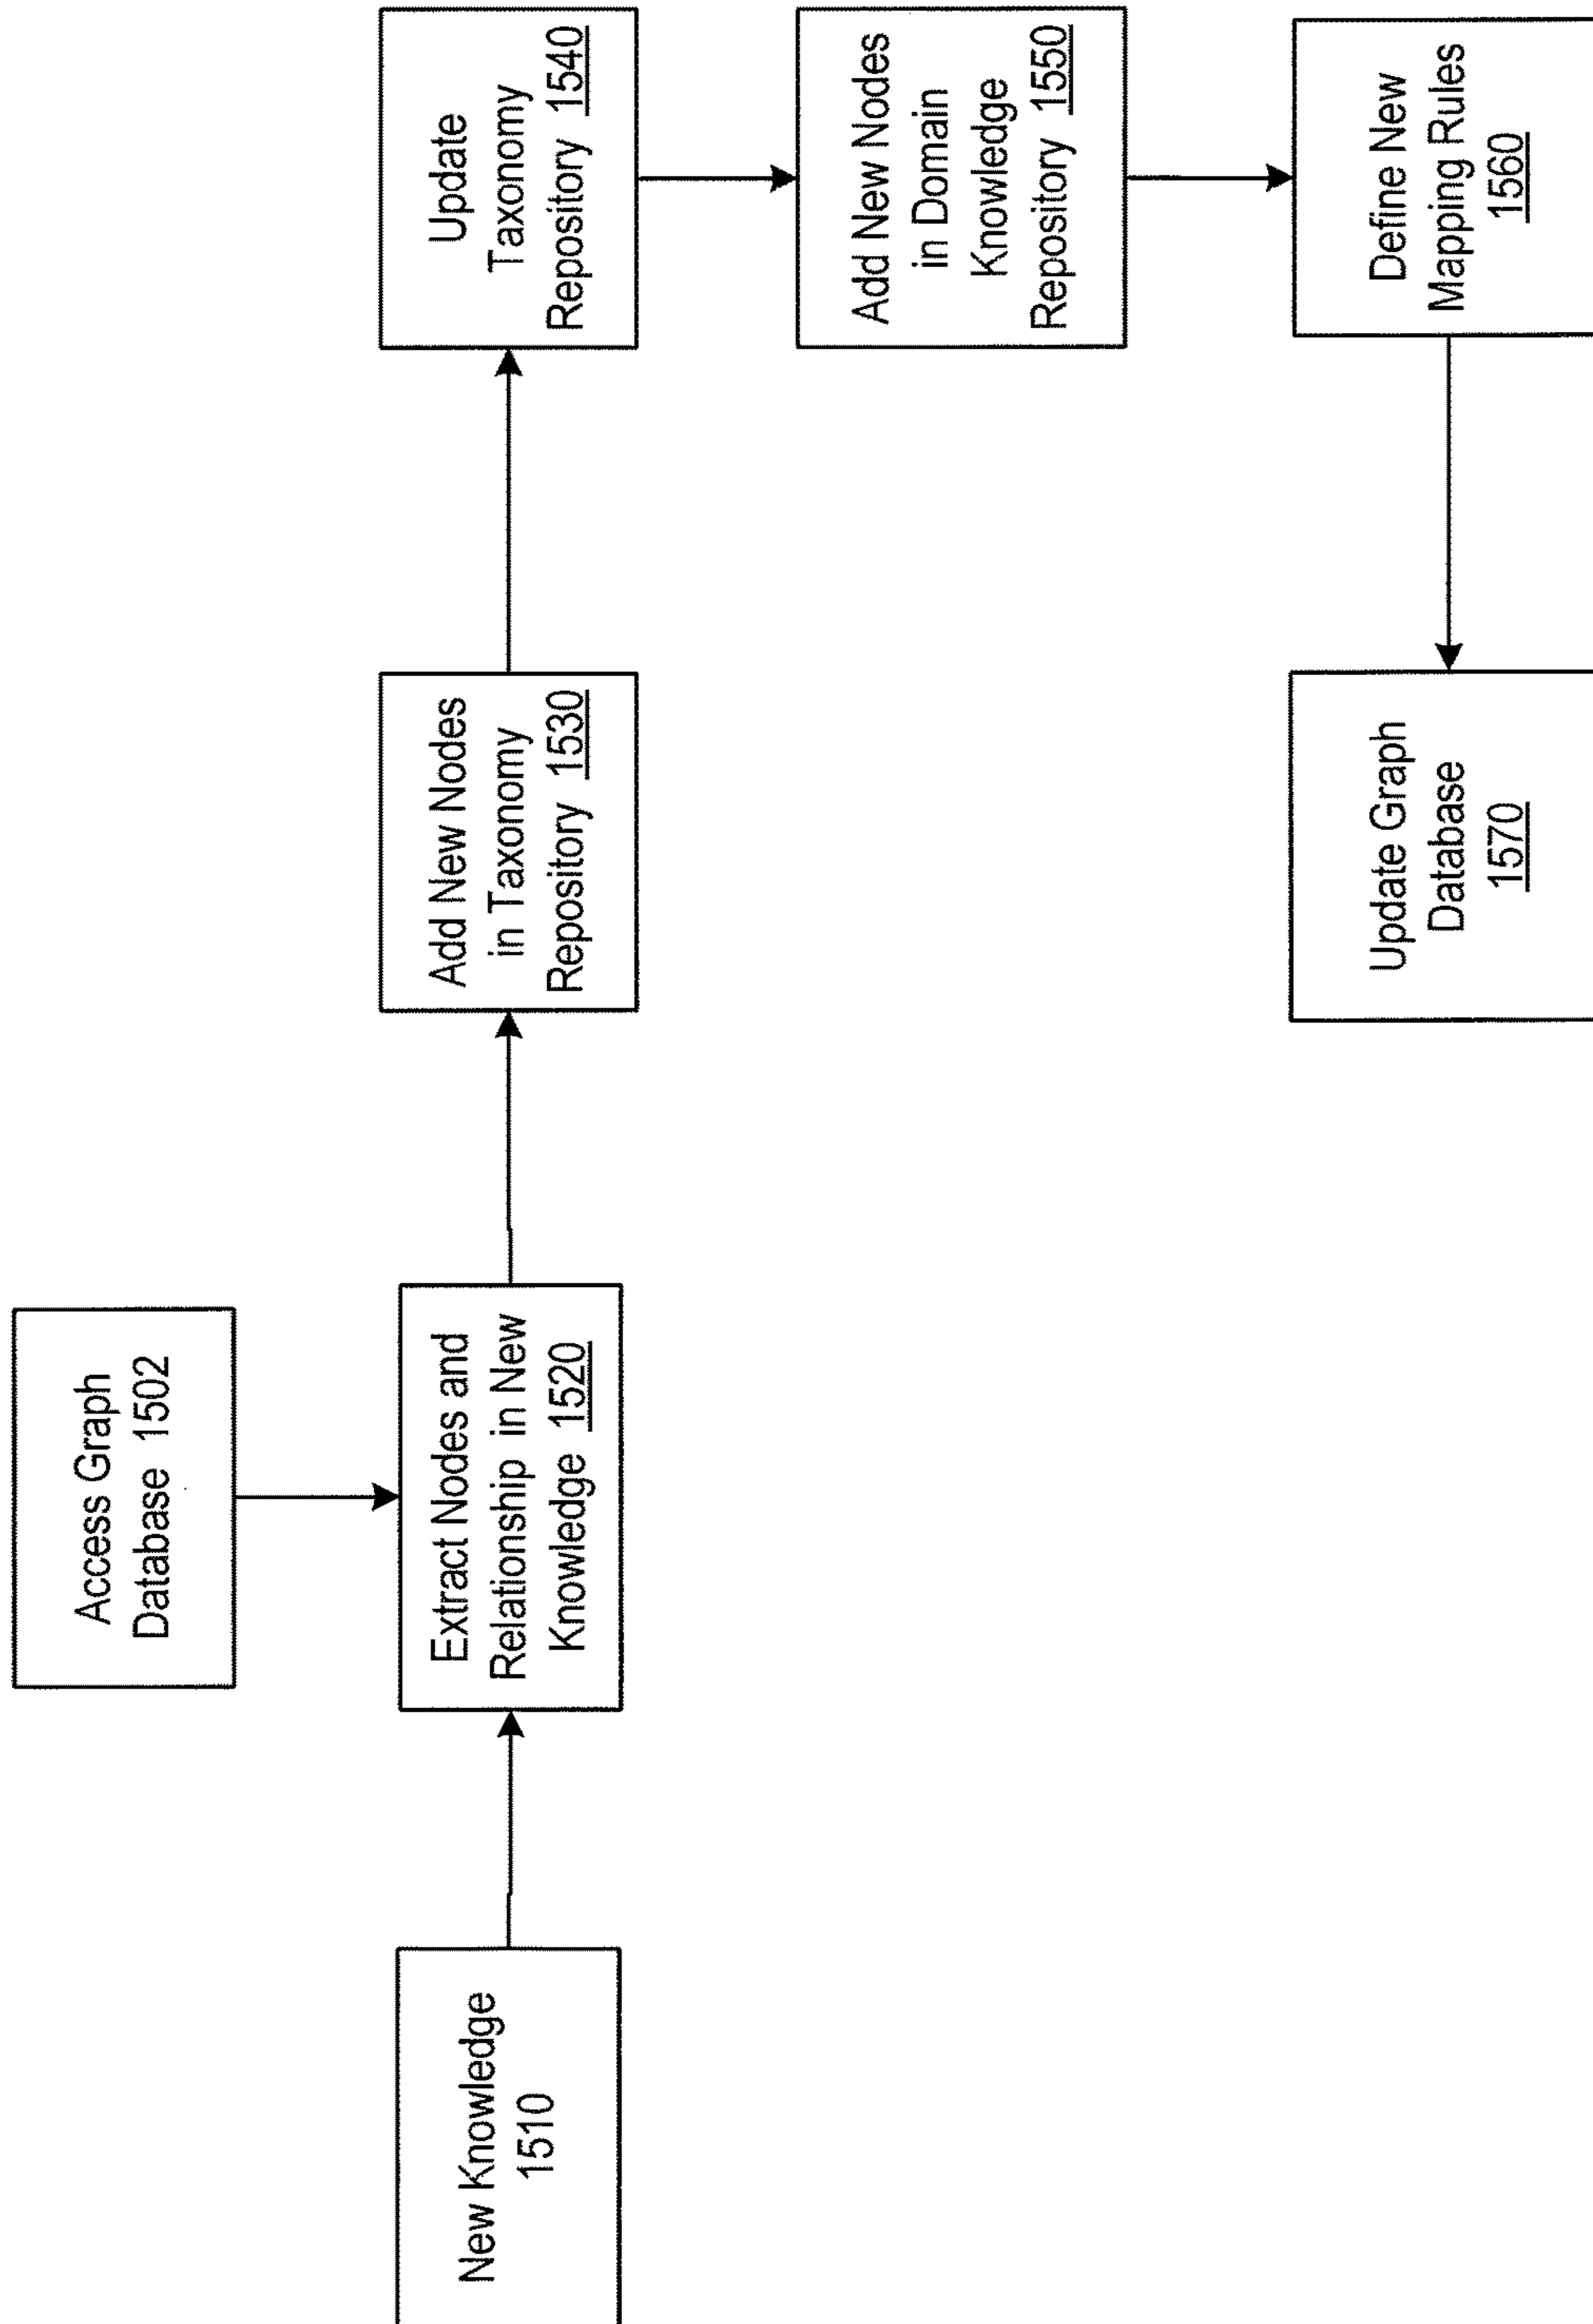 Access Graph
Database 1502
New Knowledge
1510
Extract Nodes and
Relationship in New
Knowledge 1520
Add New Nodes
in Taxonomy
Repository 1530
Update
Taxonomy
Repository 1540
Add New Nodes
in Domain
Knowledge
Repository 1550
Define New
Mapping Rules
1560
Update Graph
Database
1570